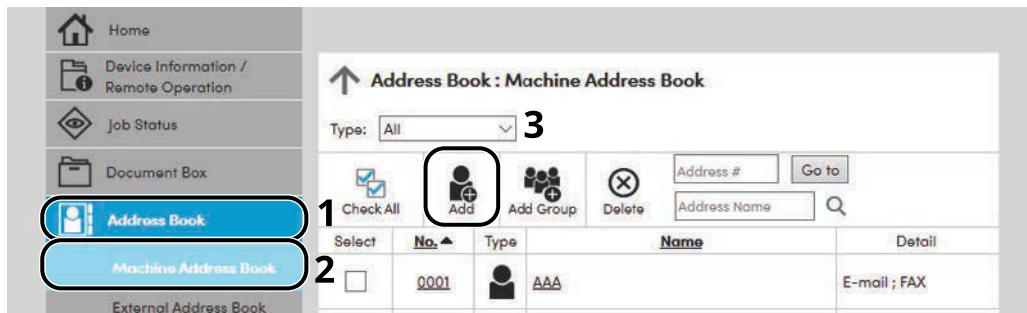 Home
Device Information /
Remote Operation
Job Status
Document Box
Address Book
1
Machine Address Book
2
External Address Book
Address Book : Machine Address Book
Type: All
3
Check All
Add
Add Group
Delete
Address #
Go to
Address Name
Select No. Type Name Detail
0001 AAA E-mail ; FAX